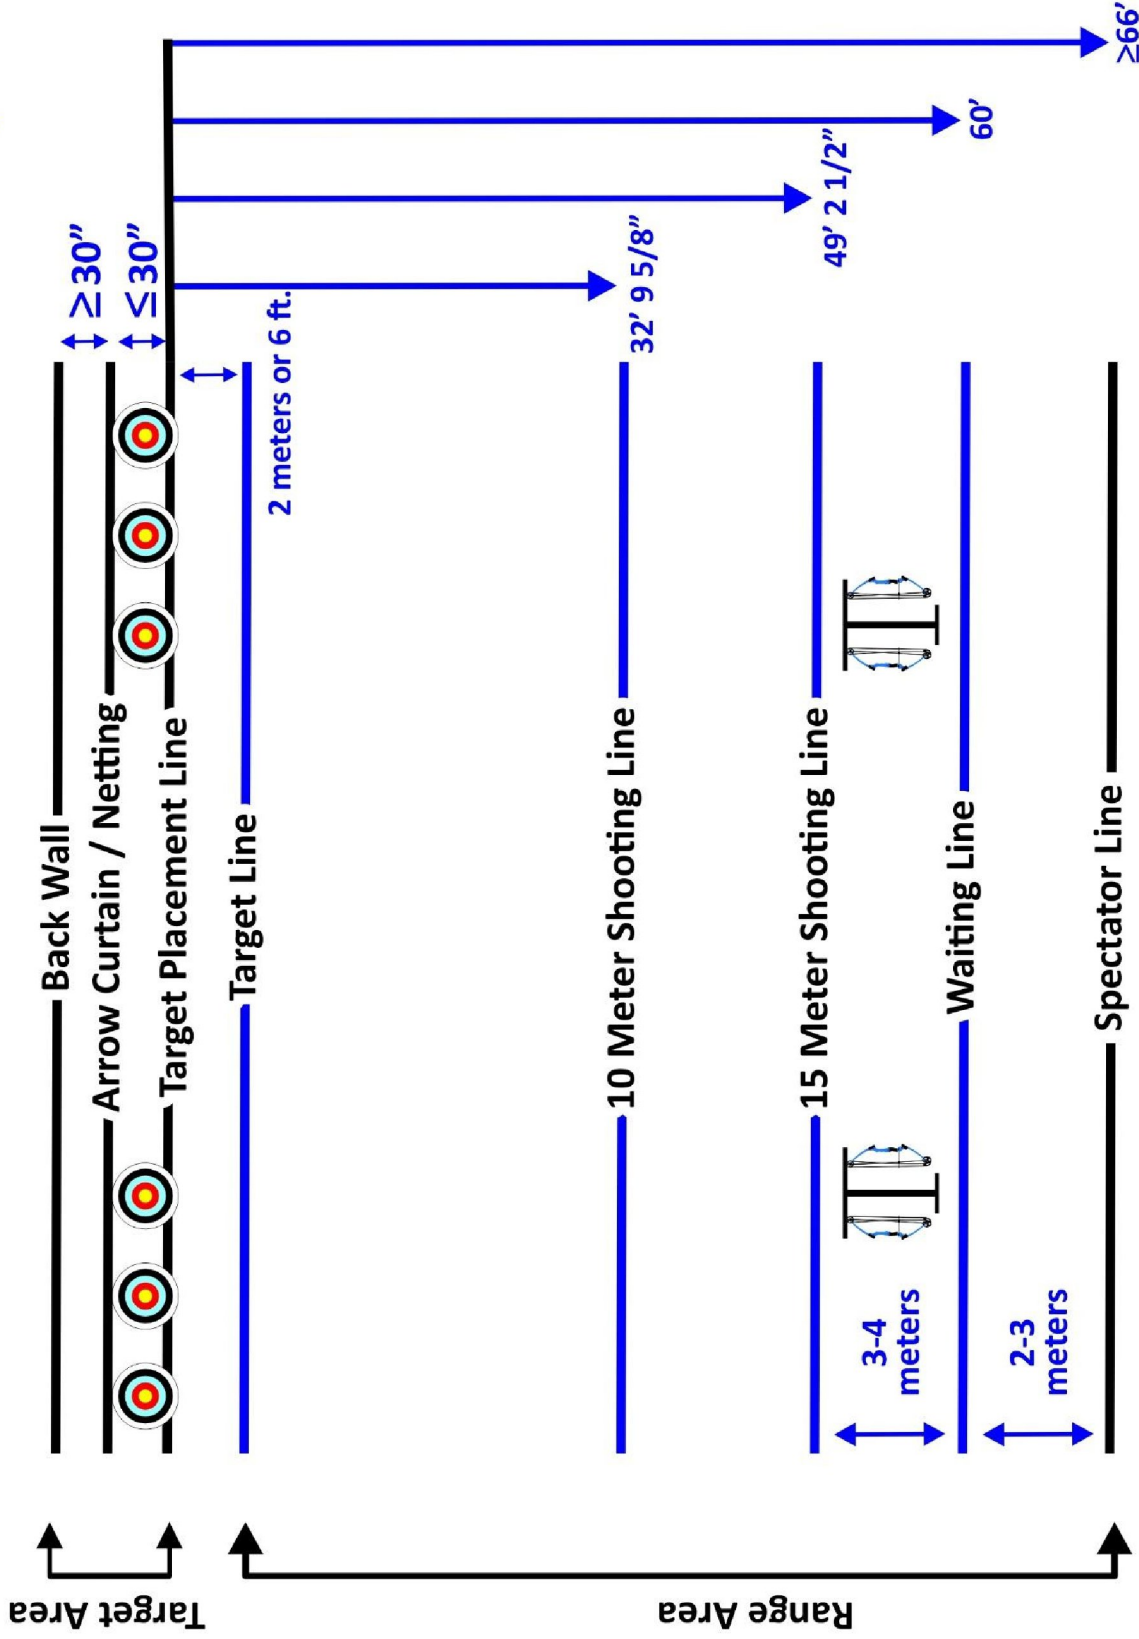 ≥30”
≤30”
Back Wall
Arrow Curtain / Netting
Target Placement Line
Target Line
2 meters or 6 ft.
32’ 9 5/8”
10 Meter Shooting Line
49’ 2 1/2”
15 Meter Shooting Line
60’
Waiting Line
≥66’
Spectator Line
3-4
meters
2-3
meters
Target Area
Range Area